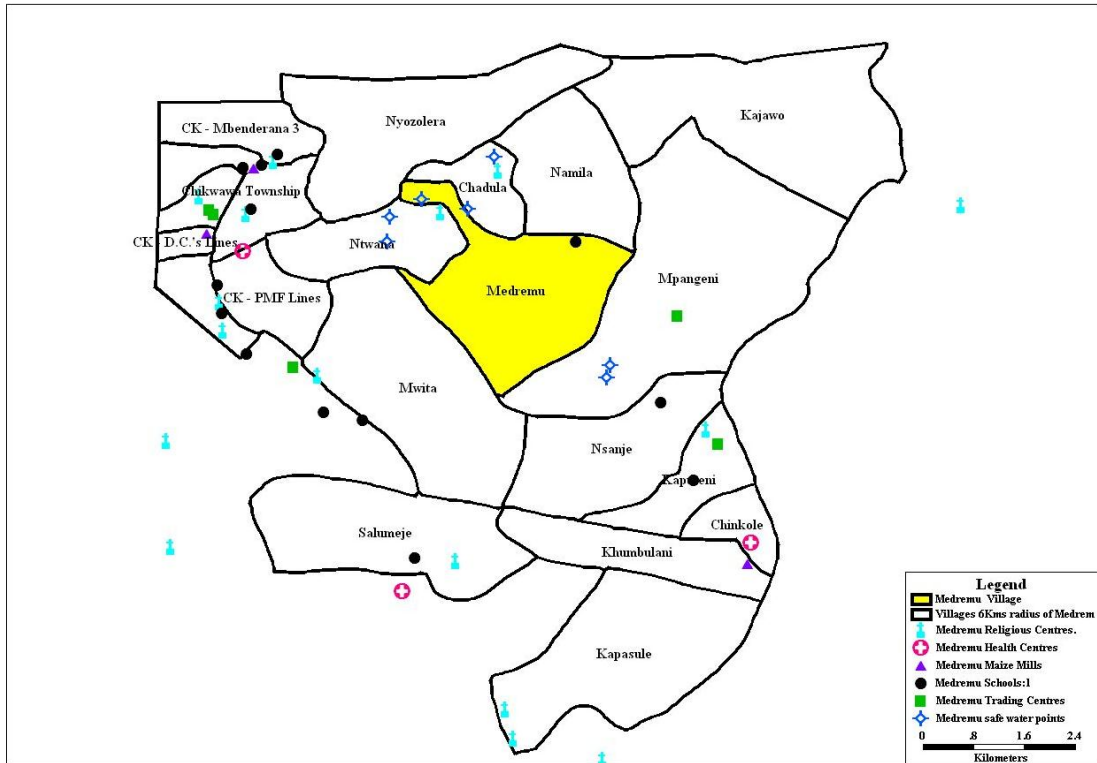 Kajawo
CK - Mbenderana 3
Nyozolera
Namila
Chadula
Chikwawa Township
CK - D.C.'s Lines
Ntwana
Mpangeni
Medremu
CK - PMF Lines
Mwita
Nsanje
Chinkole
Salumeje
Khumbulani
Kapasule
Legend
Medremu Village
Villages 6Kms radius of Medrem
Medremu Religious Centres.
Medremu Health Centres
Medremu Maize Mills
Medremu Schools:1
Medremu Trading Centres
Medremu safe water points
0 .8 1.6 2.4
Kilometers